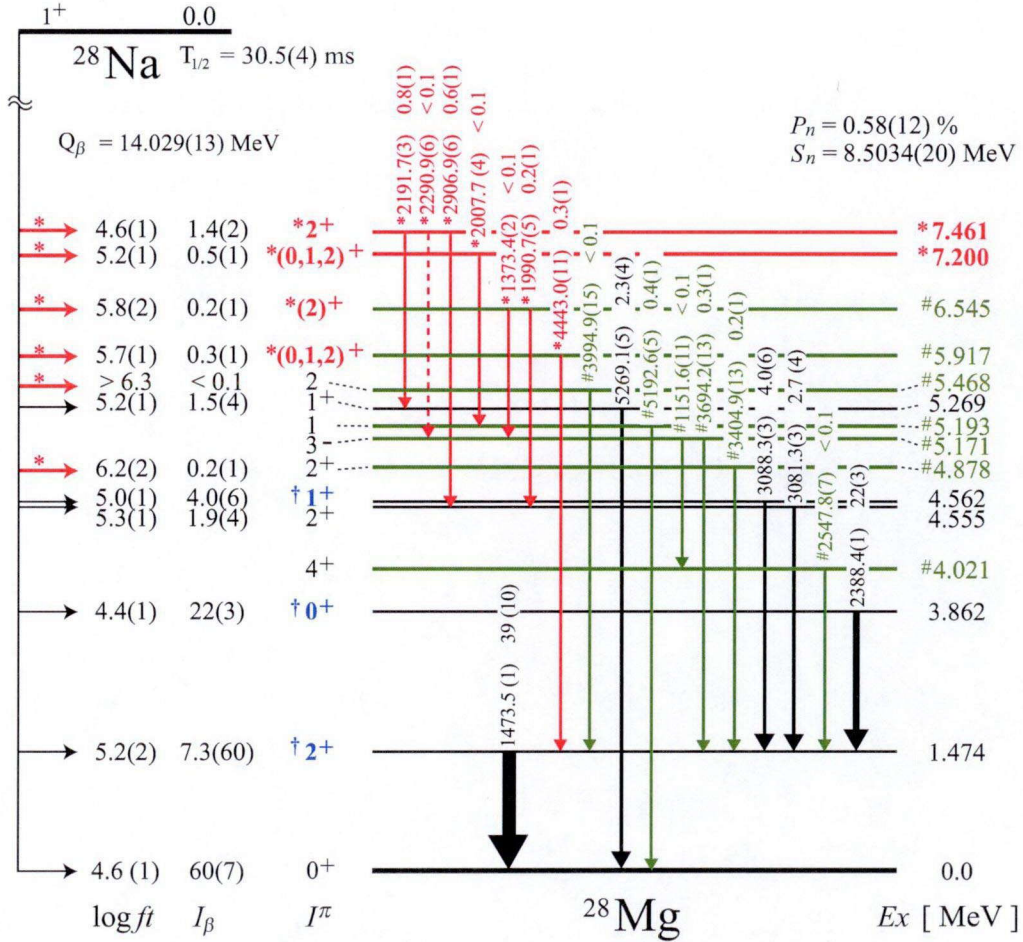 1+ 0.0
28Na T1/2 = 30.5(4) ms
Qβ = 14.029(13) MeV
Pn = 0.58(12) %
Sn = 8.5034(20) MeV
*2191.7(3) 0.8(1)
*2290.9(6) < 0.1
*2906.9(6) 0.6(1)
*2007.7 (4) < 0.1
*1373.4(2) < 0.1
*1990.7(5) 0.2(1)
*4443.0(11) 0.3(1)
#3994.9(15) < 0.1
5269.1(5) 2.3(4)
#5192.6(5) 0.4(1)
#1151.6(11) < 0.1
#3694.2(13) 0.3(1)
#3404.9(13) 0.2(1)
3088.3(3) 4.0(6)
3081.3(3) 2.7 (4)
#2547.8(7) < 0.1
2388.4(1) 22(3)
1473.5 (1) 39 (10)
* 4.6(1) 1.4(2) *2+ *7.461
* 5.2(1) 0.5(1) *(0,1,2)+ *7.200
* 5.8(2) 0.2(1) *(2)+ #6.545
* 5.7(1) 0.3(1) *(0,1,2)+ #5.917
* > 6.3 < 0.1 2 #5.468
5.2(1) 1.5(4) 1+ 5.269
1 #5.193
3 #5.171
* 6.2(2) 0.2(1) 2+ #4.878
5.0(1) 4.0(6) †1+ 4.562
5.3(1) 1.9(4) 2+ 4.555
4+ #4.021
4.4(1) 22(3) †0+ 3.862
5.2(2) 7.3(60) †2+ 1.474
4.6 (1) 60(7) 0+ 0.0
log ft Iβ Iπ 28Mg Ex [ MeV ]